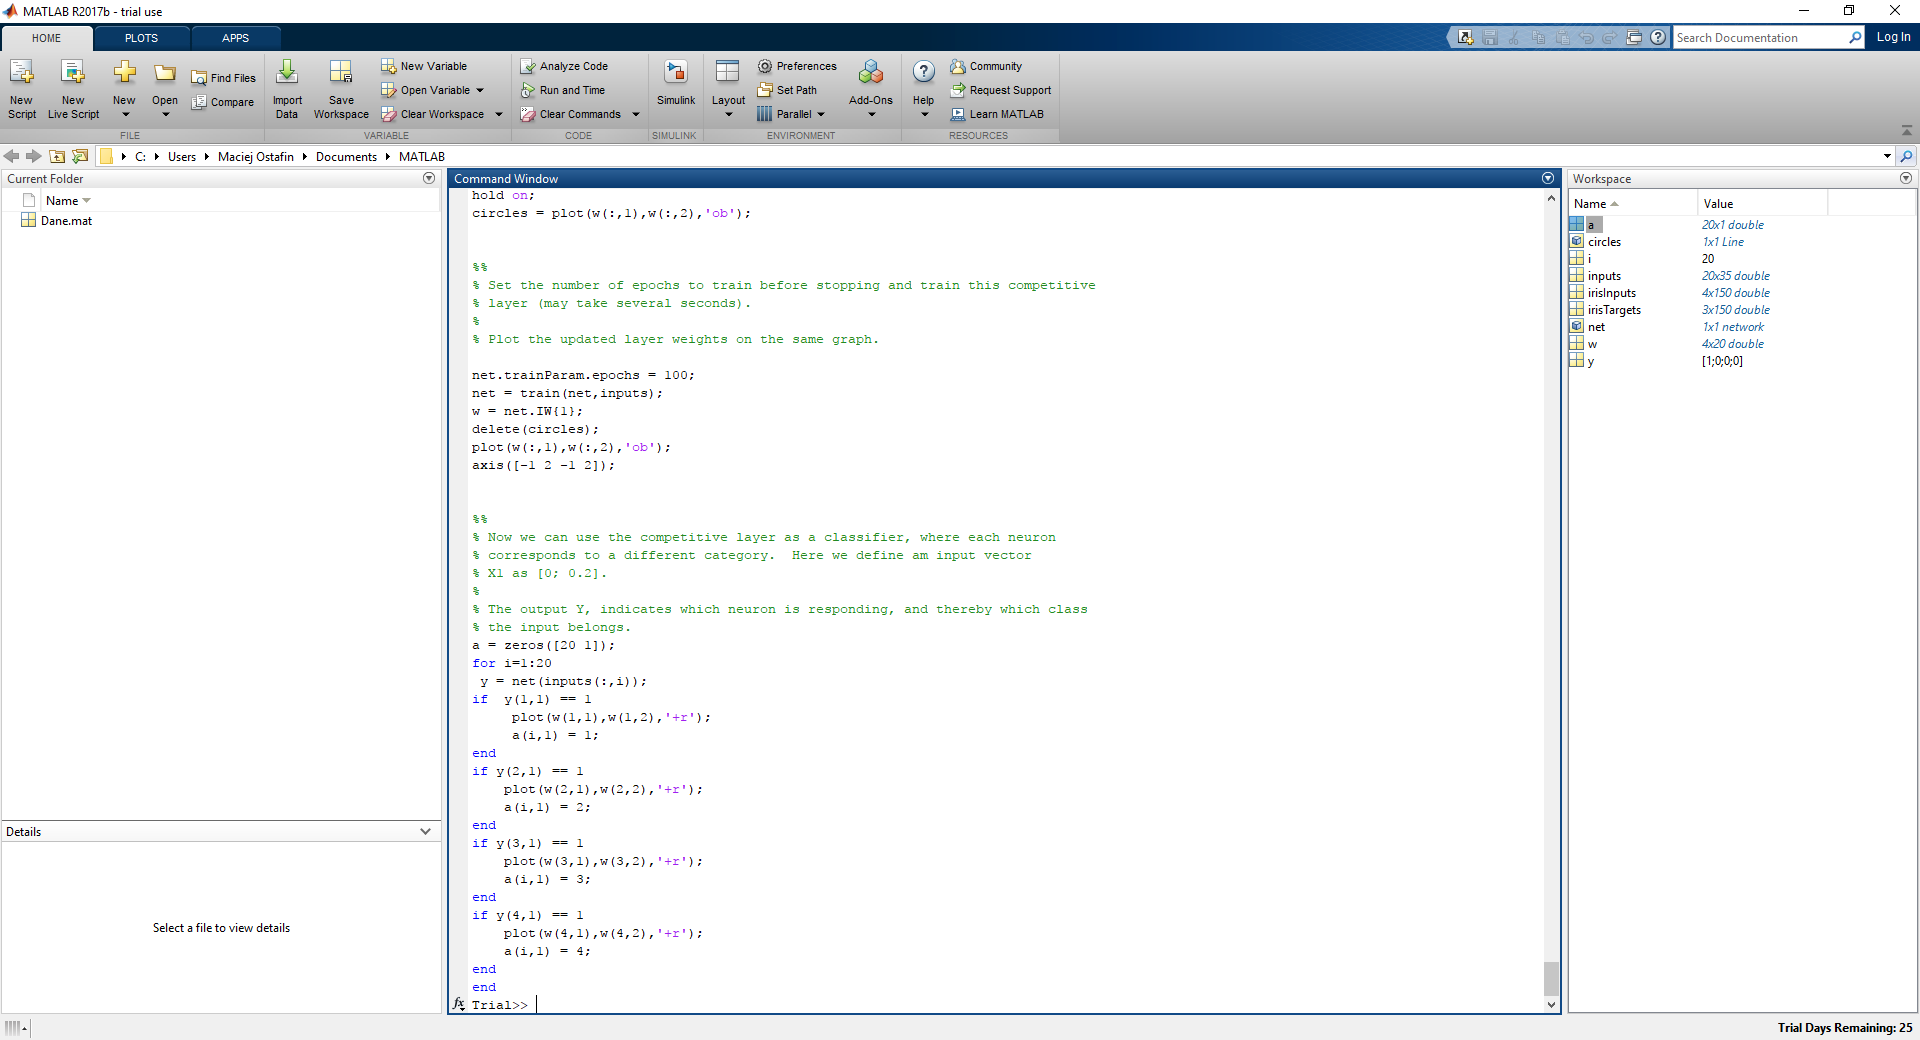 MATLAB R2017b - trial use
HOME PLOTS APPS
Search Documentation
Log In
New Script
New Live Script
New
Open
Find Files
Compare
FILE
Import Data
Save Workspace
New Variable
Open Variable
Clear Workspace
VARIABLE
Analyze Code
Run and Time
Clear Commands
CODE
Simulink
SIMULINK
Layout
Preferences
Set Path
Parallel
Add-Ons
ENVIRONMENT
Help
Community
Request Support
Learn MATLAB
RESOURCES
C: Users Maciej Ostafin Documents MATLAB
Current Folder
Name
Dane.mat
Details
Select a file to view details
Command Window
hold on;
circles = plot(w(:,1),w(:,2),'ob');
%%
% Set the number of epochs to train before stopping and train this competitive
% layer (may take several seconds).
%
% Plot the updated layer weights on the same graph.
net.trainParam.epochs = 100;
net = train(net,inputs);
w = net.IW{1};
delete(circles);
plot(w(:,1),w(:,2),'ob');
axis([-1 2 -1 2]);
%%
% Now we can use the competitive layer as a classifier, where each neuron
% corresponds to a different category.  Here we define am input vector
% X1 as [0; 0.2].
%
% The output Y, indicates which neuron is responding, and thereby which class
% the input belongs.
a = zeros([20 1]);
for i=1:20
y = net(inputs(:,i));
if  y(1,1) == 1
plot(w(1,1),w(1,2),'+r');
a(i,1) = 1;
end
if y(2,1) == 1
plot(w(2,1),w(2,2),'+r');
a(i,1) = 2;
end
if y(3,1) == 1
plot(w(3,1),w(3,2),'+r');
a(i,1) = 3;
end
if y(4,1) == 1
plot(w(4,1),w(4,2),'+r');
a(i,1) = 4;
end
end
fx Trial>>
Workspace
Name Value
a 20x1 double
circles 1x1 Line
i 20
inputs 20x35 double
irisInputs 4x150 double
irisTargets 3x150 double
net 1x1 network
w 4x20 double
y [1;0;0;0]
Trial Days Remaining: 25